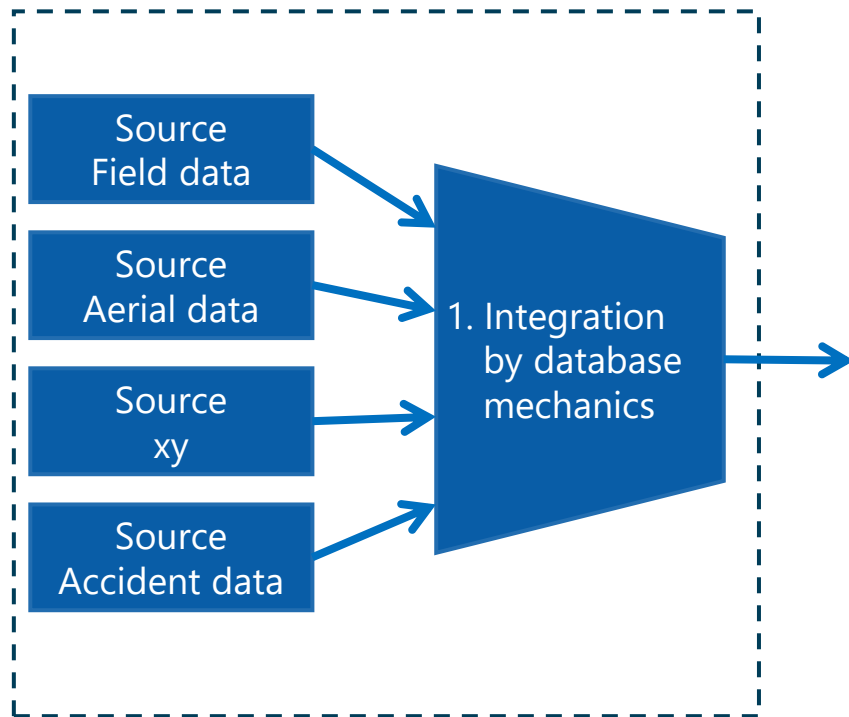 Source
Field data
Source
Aerial data
Source
xy
Source
Accident data
1. Integration
by database
mechanics